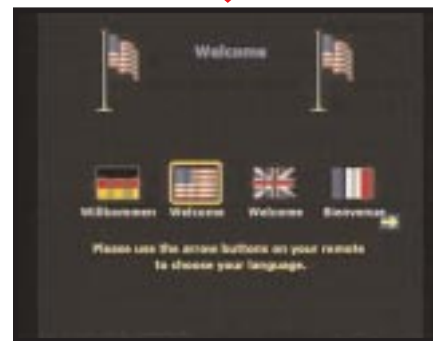 Welcome
Willkommen Welcome Welcome Bienvenue
Please use the arrow buttons on your remote
to choose your language.